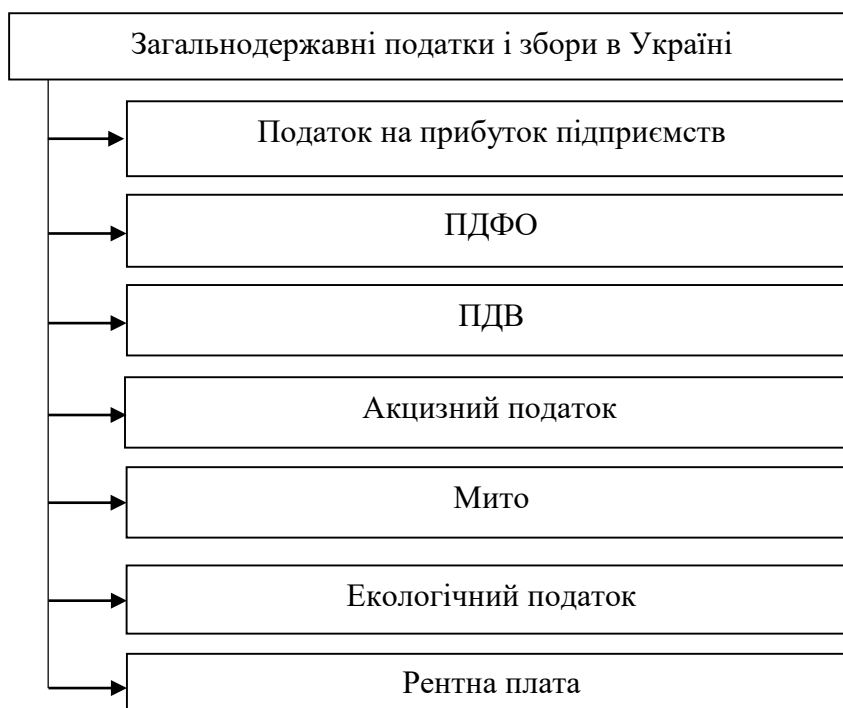 Загальнодержавні податки і збори в Україні
Податок на прибуток підприємств
ПДФО
ПДВ
Акцизний податок
Мито
Екологічний податок
Рентна плата